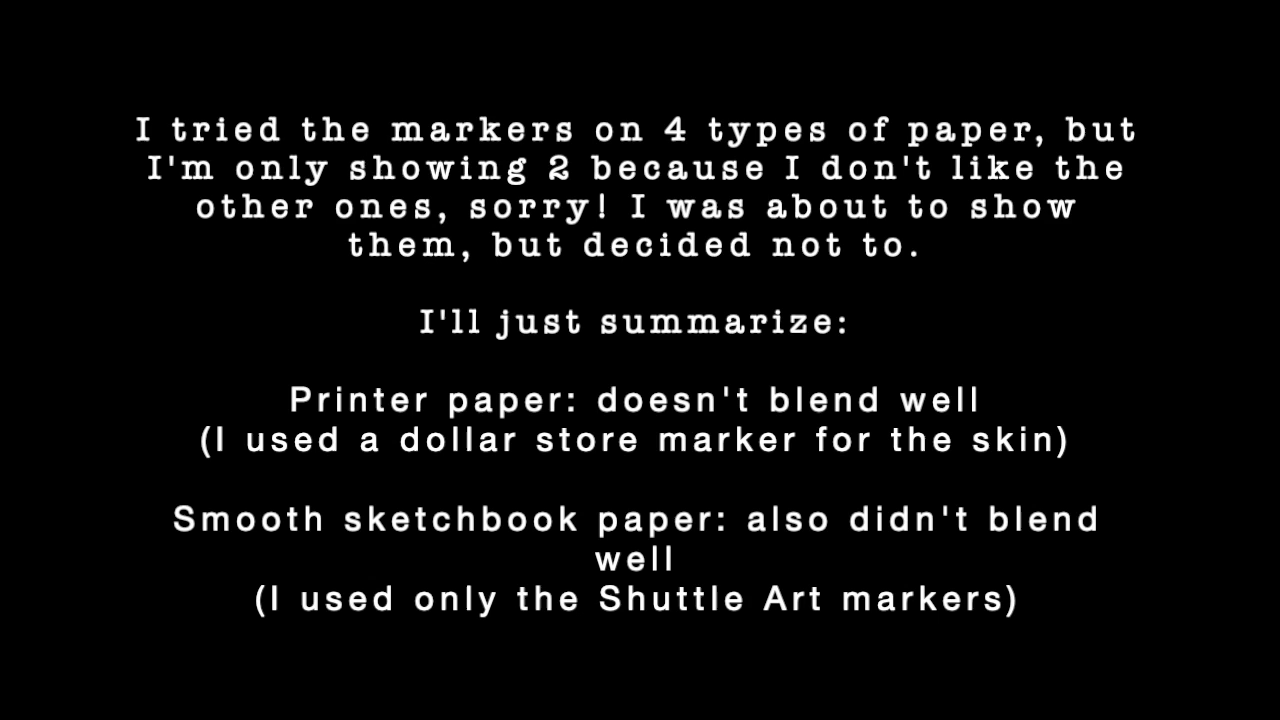 I tried the markers on 4 types of paper, but
I'm only showing 2 because I don't like the
other ones, sorry! I was about to show
them, but decided not to.
I'll just summarize:
Printer paper: doesn't blend well
(I used a dollar store marker for the skin)
Smooth sketchbook paper: also didn't blend
well
(I used only the Shuttle Art markers)